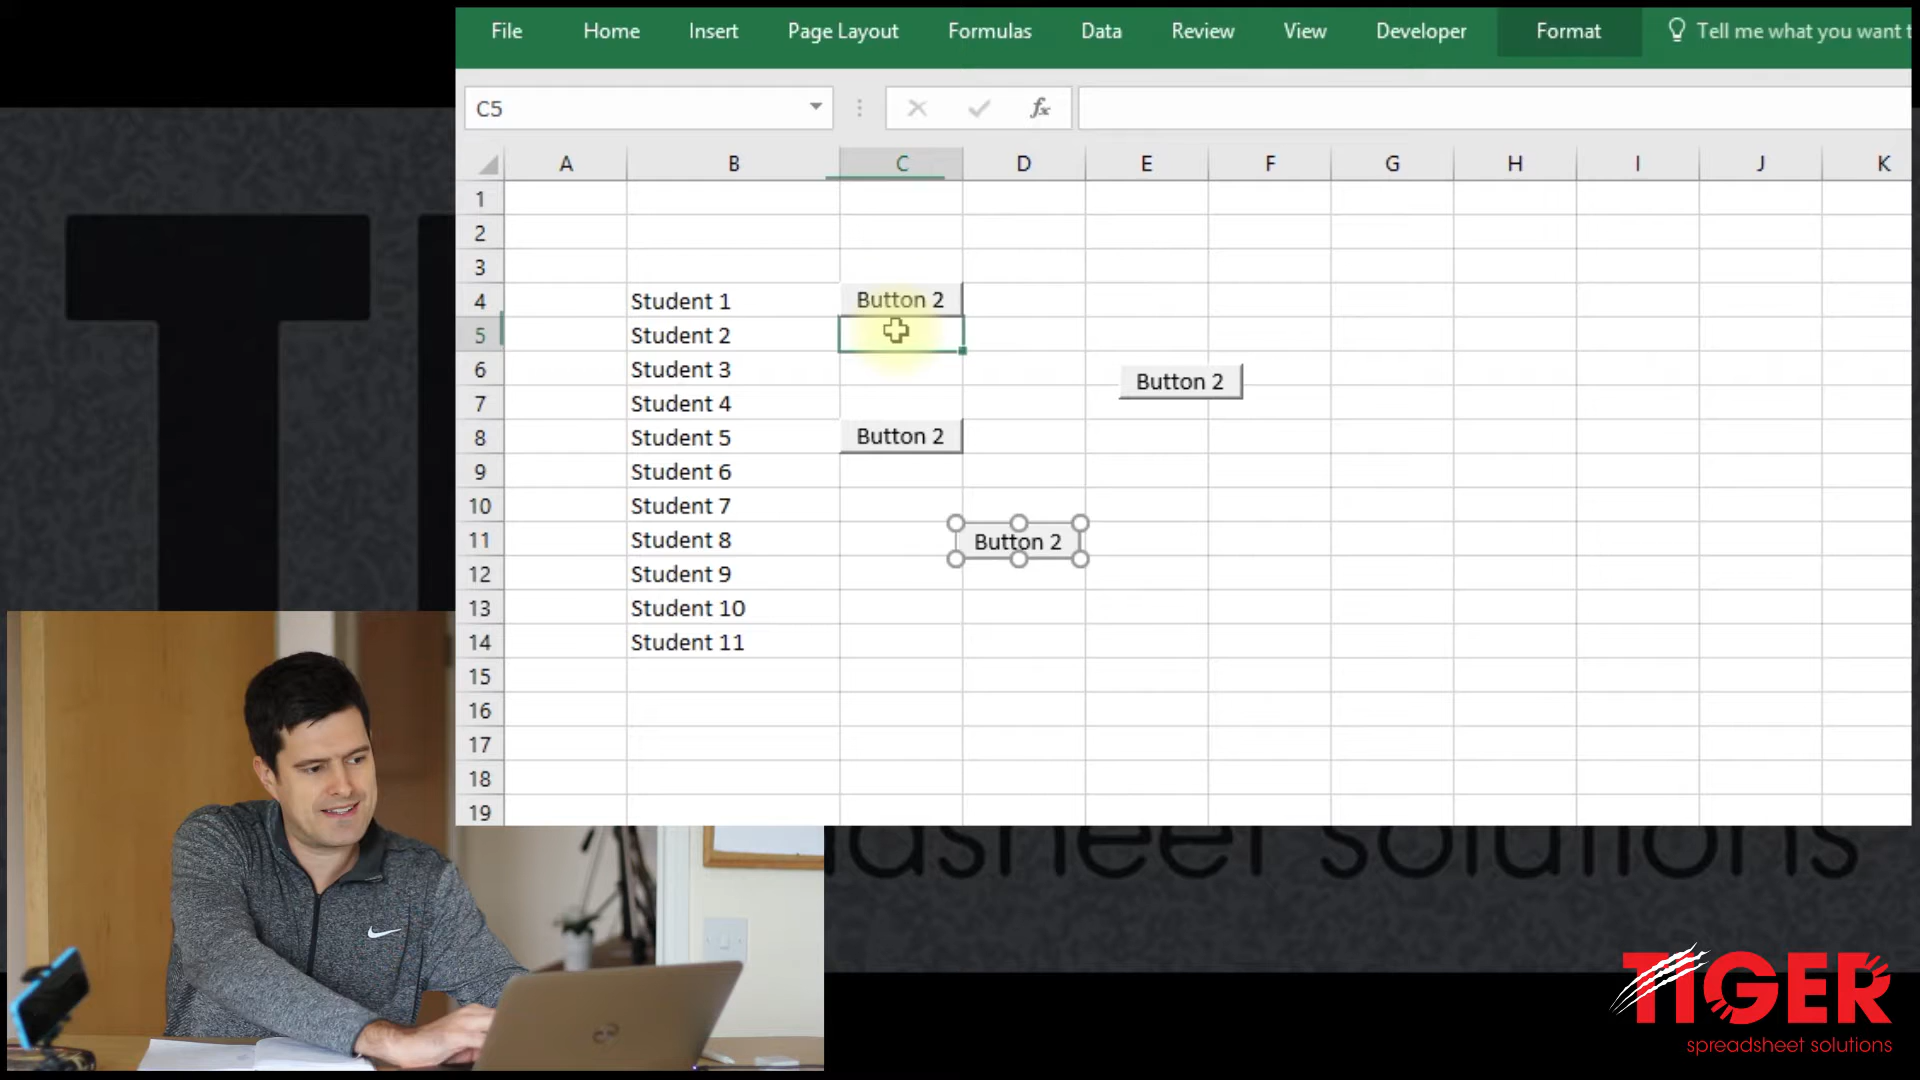 File Home Insert Page Layout Formulas Data Review View Developer Format Tell me what you want t
C5 fx
A B C D E F G H I J K
1
2
3
4 Student 1 Button 2
5 Student 2
6 Student 3 Button 2
7 Student 4
8 Student 5 Button 2
9 Student 6
10 Student 7
11 Student 8 Button 2
12 Student 9
13 Student 10
14 Student 11
15
16
17
18
19
adsheet solutions
TIGER
spreadsheet solutions